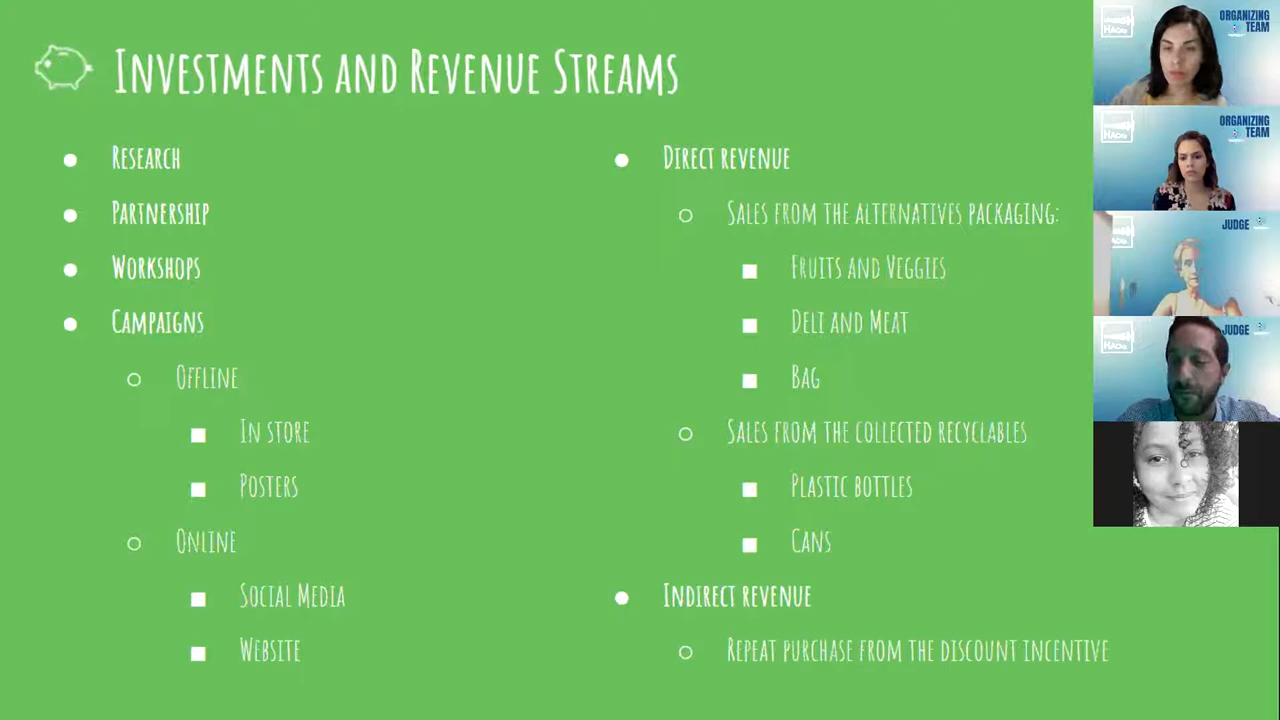 Investments and Revenue Streams
Research
Partnership
Workshops
Campaigns
Offline
In store
Posters
Online
Social Media
Website
Direct revenue
Sales from the alternatives packaging:
Fruits and Veggies
Deli and Meat
Bag
Sales from the collected recyclables
Plastic bottles
Cans
Indirect revenue
Repeat purchase from the discount incentive
ORGANIZING
TEAM
ORGANIZING
TEAM
JUDGE
JUDGE
HACK